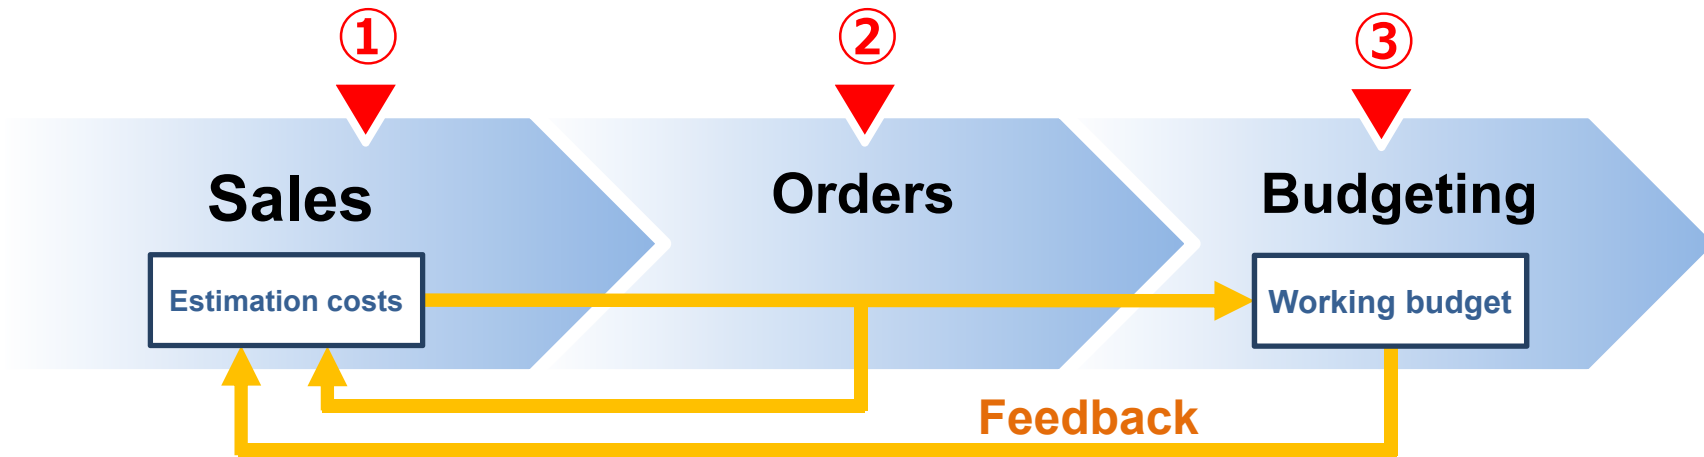 ① ② ③
Sales Orders Budgeting
Estimation costs Working budget
Feedback